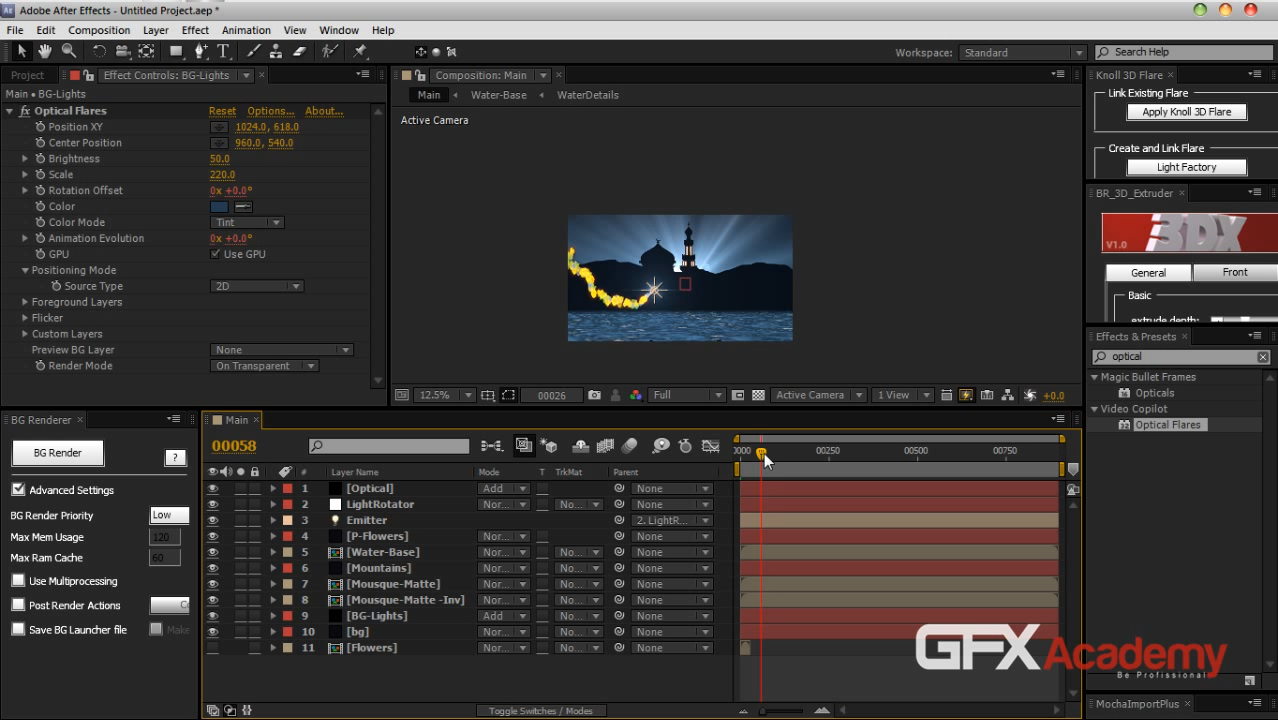 Adobe After Effects - Untitled Project.aep *
File Edit Composition Layer Effect Animation View Window Help
Workspace: Standard Search Help
Project Effect Controls: BG-Lights
Main • BG-Lights
Optical Flares Reset Options... About...
Position XY 1024.0, 618.0
Center Position 960.0, 540.0
Brightness 50.0
Scale 220.0
Rotation Offset 0x +0.0°
Color
Color Mode Tint
Animation Evolution 0x +0.0°
GPU Use GPU
Positioning Mode
Source Type 2D
Foreground Layers
Flicker
Custom Layers
Preview BG Layer None
Render Mode On Transparent
Composition: Main
Main Water-Base WaterDetails
Active Camera
12.5% 00026 Full Active Camera 1 View +0.0
Knoll 3D Flare
Link Existing Flare
Apply Knoll 3D Flare
Create and Link Flare
Light Factory
BR_3D_Extruder
V1.0 3DX
General Front
Basic
extrude depth:
Effects & Presets
optical
Magic Bullet Frames
Opticals
Video Copilot
Optical Flares
MochaImportPlus
BG Renderer
BG Render ?
Advanced Settings
BG Render Priority Low
Max Mem Usage 120
Max Ram Cache 60
Use Multiprocessing
Post Render Actions
Save BG Launcher file Make
Main
00058
0000 00250 00500 00750
# Layer Name Mode T TrkMat Parent
1 [Optical] Add None
2 LightRotator Nor... No... None
3 Emitter 2. LightR...
4 [P-Flowers] Nor... No... None
5 [Water-Base] Nor... No... None
6 [Mountains] Nor... No... None
7 [Mousque-Matte] Nor... No... None
8 [Mousque-Matte -Inv] Nor... No... None
9 [BG-Lights] Add No... None
10 [bg] Nor... No... None
11 [Flowers] Nor... No... None
Toggle Switches / Modes
GFXAcademy
Be Profissional